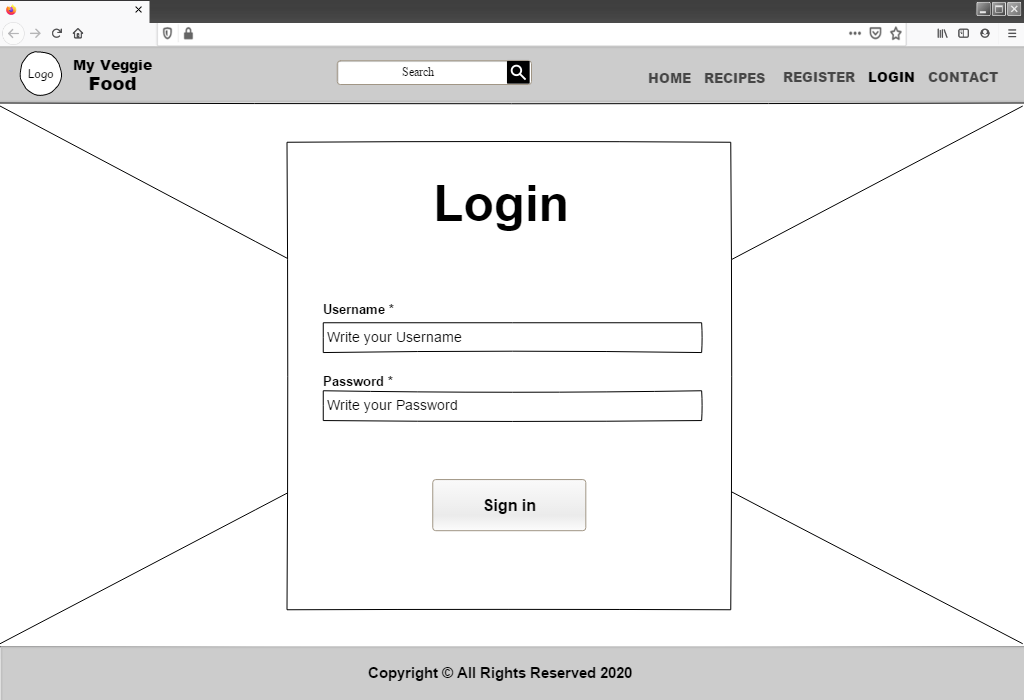 Logo
My Veggie
Food
Search
HOME RECIPES REGISTER LOGIN CONTACT
Login
Username *
Write your Username
Password *
Write your Password
Sign in
Copyright © All Rights Reserved 2020